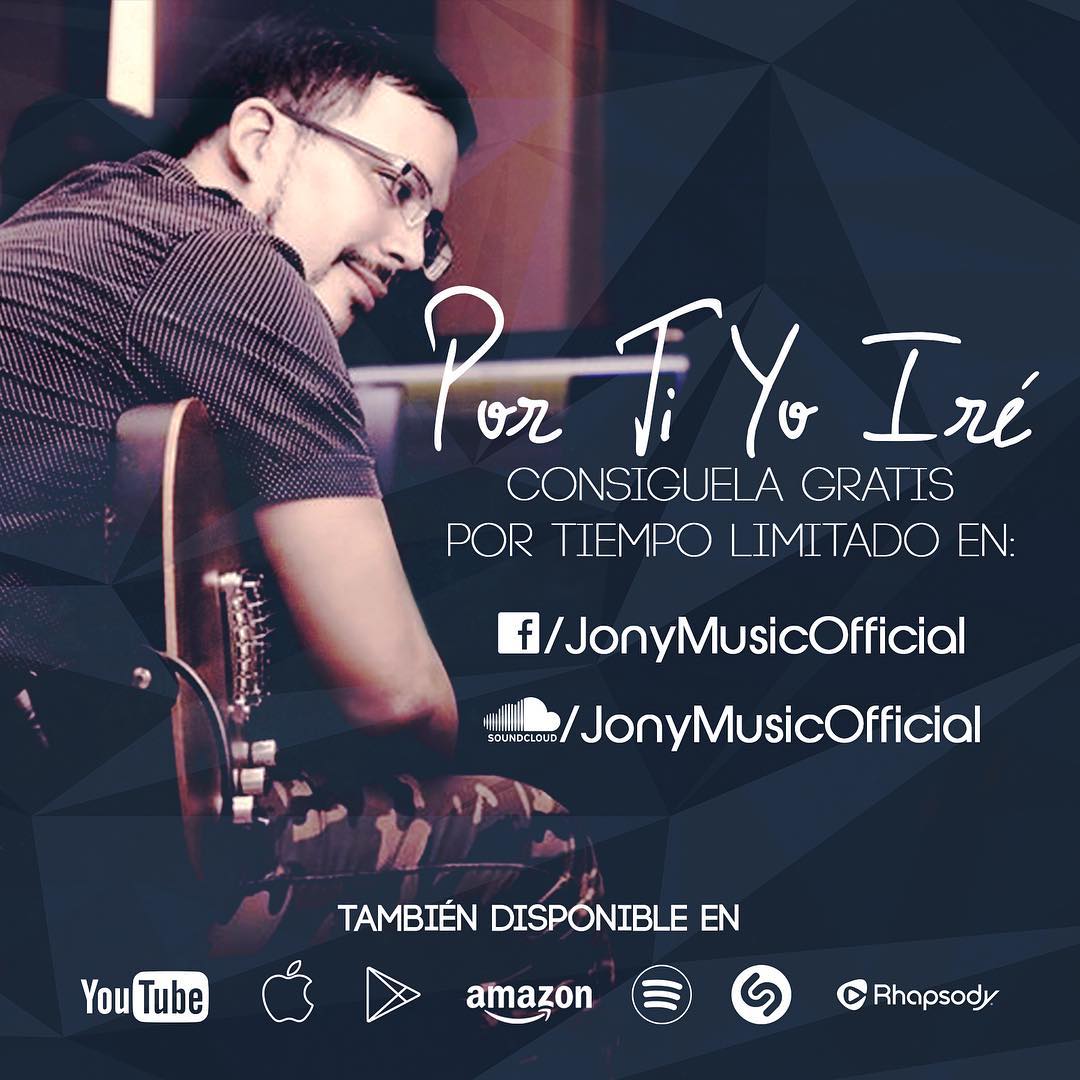 Por Ti Yo Iré
CONSIGUELA GRATIS
POR TIEMPO LIMITADO EN:
f/JonyMusicOfficial
SOUNDCLOUD/JonyMusicOfficial
TAMBIÉN DISPONIBLE EN
YouTube amazon Rhapsody